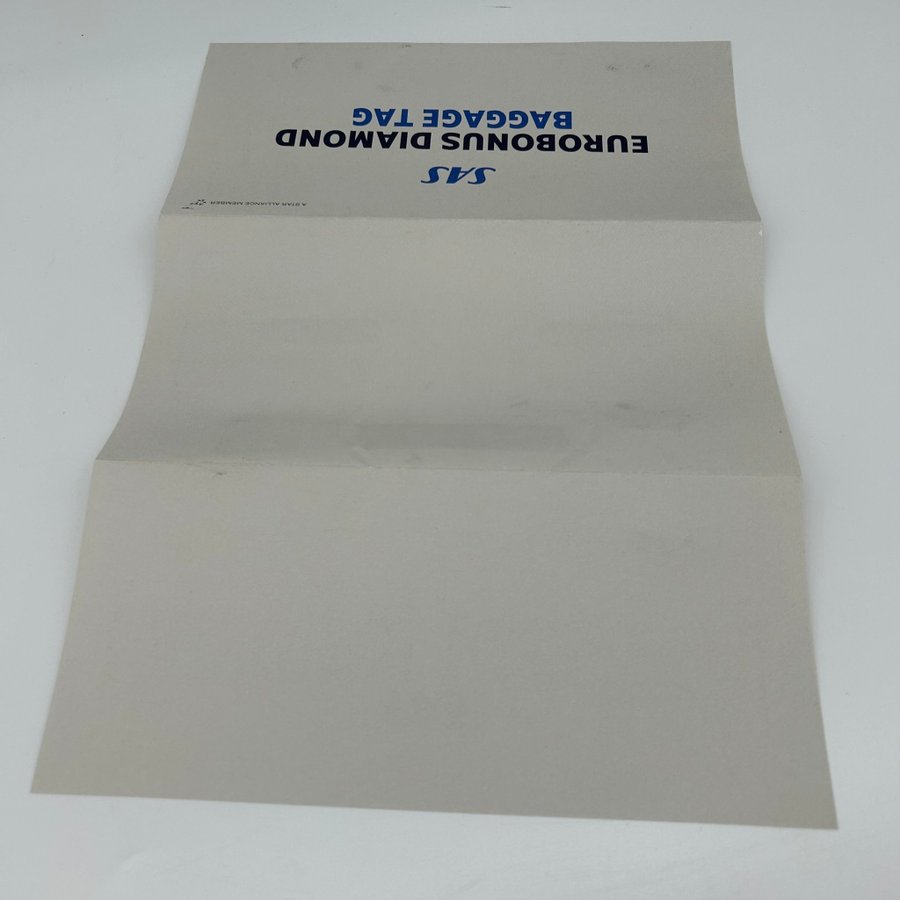 EUROBONUS DIAMOND
BAGGAGE TAG
SAS
A STAR ALLIANCE MEMBER